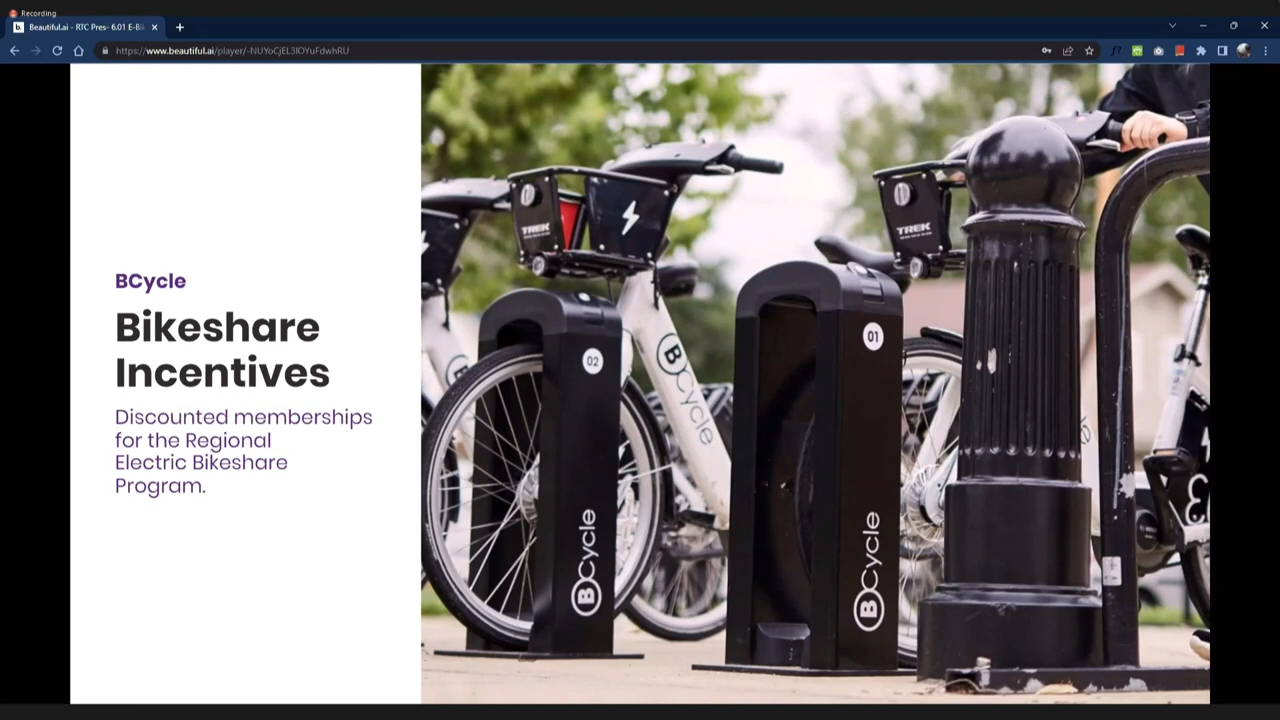 Recording
Beautiful.ai - RTC Pres- 6.01 E-Bi
https://www.beautiful.ai/player/-NUYoCjEL3lOYuFdwhRU
BCycle
Bikeshare
Incentives
Discounted memberships
for the Regional
Electric Bikeshare
Program.
TREK
TREK
02
01
BCycle
BCycle
BCycle